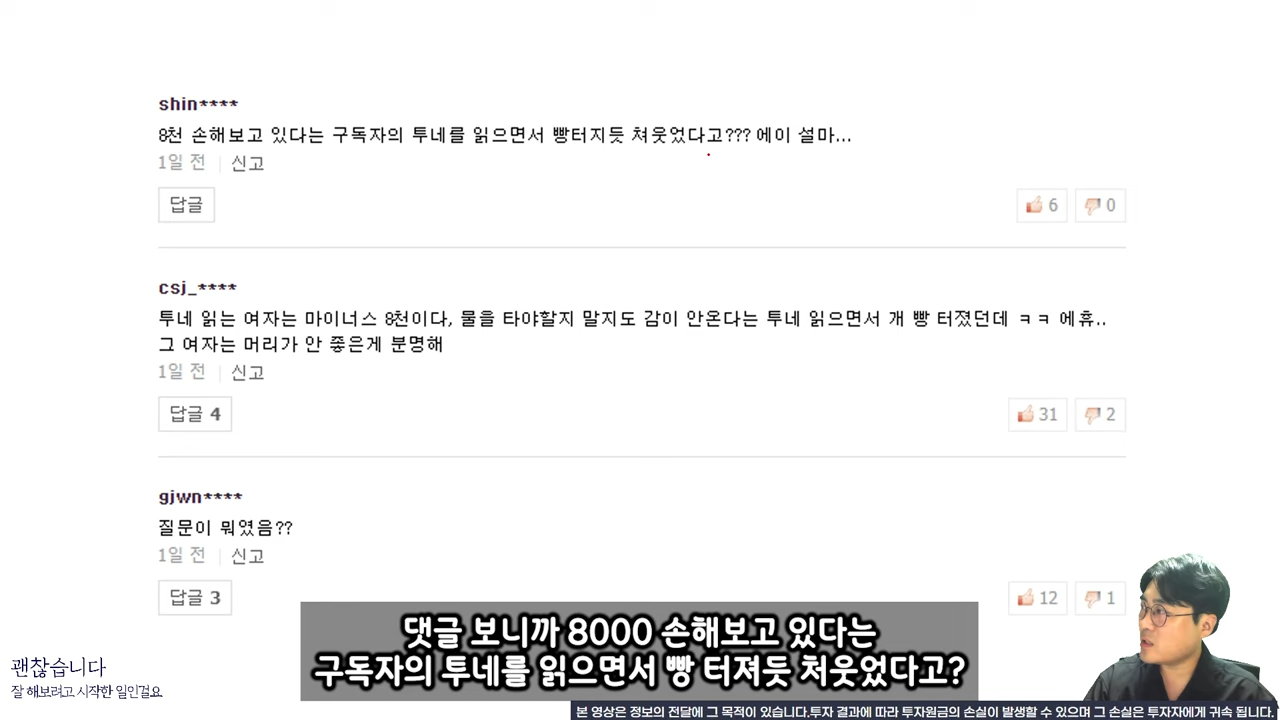 shin****
8천 손해보고 있다는 구독자의 투네를 읽으면서 빵터지듯 쳐웃었다고??? 에이 설마...
1일 전 | 신고
답글
6
0
csj_****
투네 읽는 여자는 마이너스 8천이다, 물을 타야할지 말지도 감이 안온다는 투네 읽으면서 개 빵 터졌던데 ㅋㅋ 에휴..
그 여자는 머리가 안 좋은게 분명해
1일 전 | 신고
답글 4
31
2
gjwn****
질문이 뭐였음??
1일 전 | 신고
답글 3
12
1
댓글 보니까 8000 손해보고 있다는
구독자의 투네를 읽으면서 빵 터져듯 쳐웃었다고?
괜찮습니다
잘 해보려고 시작한 일인걸요
본 영상은 정보의 전달에 그 목적이 있습니다.투자 결과에 따라 투자원금의 손실이 발생할 수 있으며 그 손실은 투자자에게 귀속 됩니다.